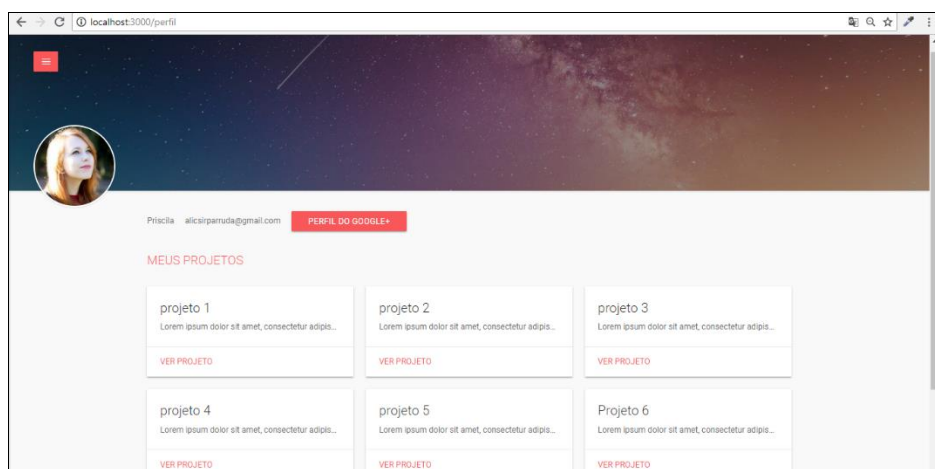 localhost:3000/perfil
Priscila alicsirparruda@gmail.com PERFIL DO GOOGLE+
MEUS PROJETOS
projeto 1 projeto 2 projeto 3
Lorem ipsum dolor sit amet, consectetur adipis... Lorem ipsum dolor sit amet, consectetur adipis... Lorem ipsum dolor sit amet, consectetur adipis...
VER PROJETO VER PROJETO VER PROJETO
projeto 4 projeto 5 Projeto 6
Lorem ipsum dolor sit amet, consectetur adipis... Lorem ipsum dolor sit amet, consectetur adipis... Lorem ipsum dolor sit amet, consectetur adipis...
VER PROJETO VER PROJETO VER PROJETO